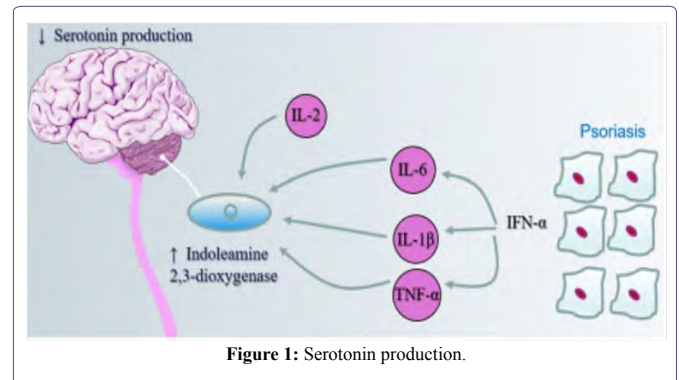 ↓ Serotonin production
IL-2
Psoriasis
IL-6
IFN-α
IL-1β
↑ Indoleamine
2,3-dioxygenase
TNF-α
Figure 1: Serotonin production.